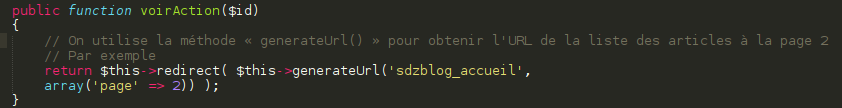 public function voirAction($id)
{
// On utilise la méthode « generateUrl() » pour obtenir l'URL de la liste des articles à la page 2
// Par exemple
return $this->redirect( $this->generateUrl('sdzblog_accueil',
array('page' => 2)) );
}